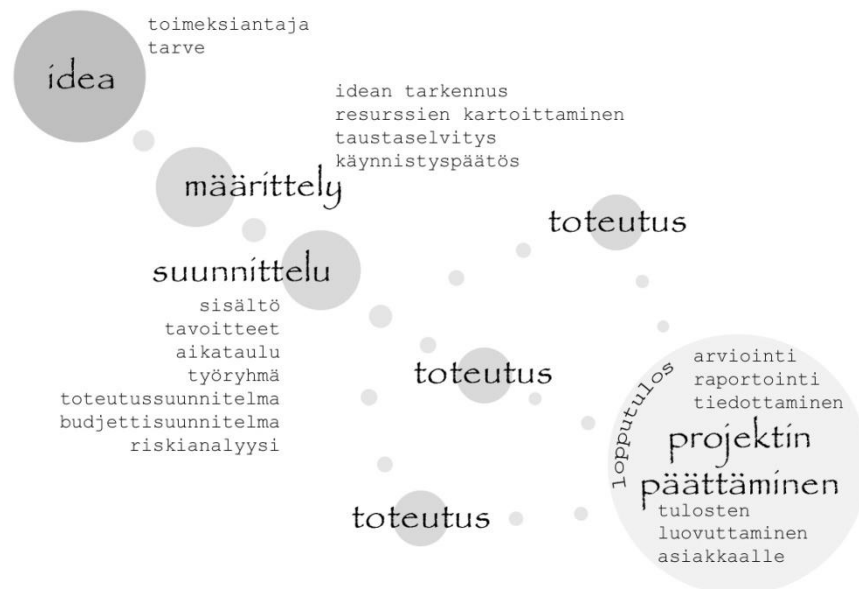 toimeksiantaja
tarve
idea
idean tarkennus
resurssien kartoittaminen
taustaselvitys
käynnistyspäätös
määrittely
toteutus
suunnittelu
sisältö
tavoitteet
aikataulu
työryhmä
toteutussuunnitelma
budjettisuunnitelma
riskianalyysi
toteutus
toteutus
lopputulos
arviointi
raportointi
tiedottaminen
projektin
päättäminen
tulosten
luovuttaminen
asiakkaalle